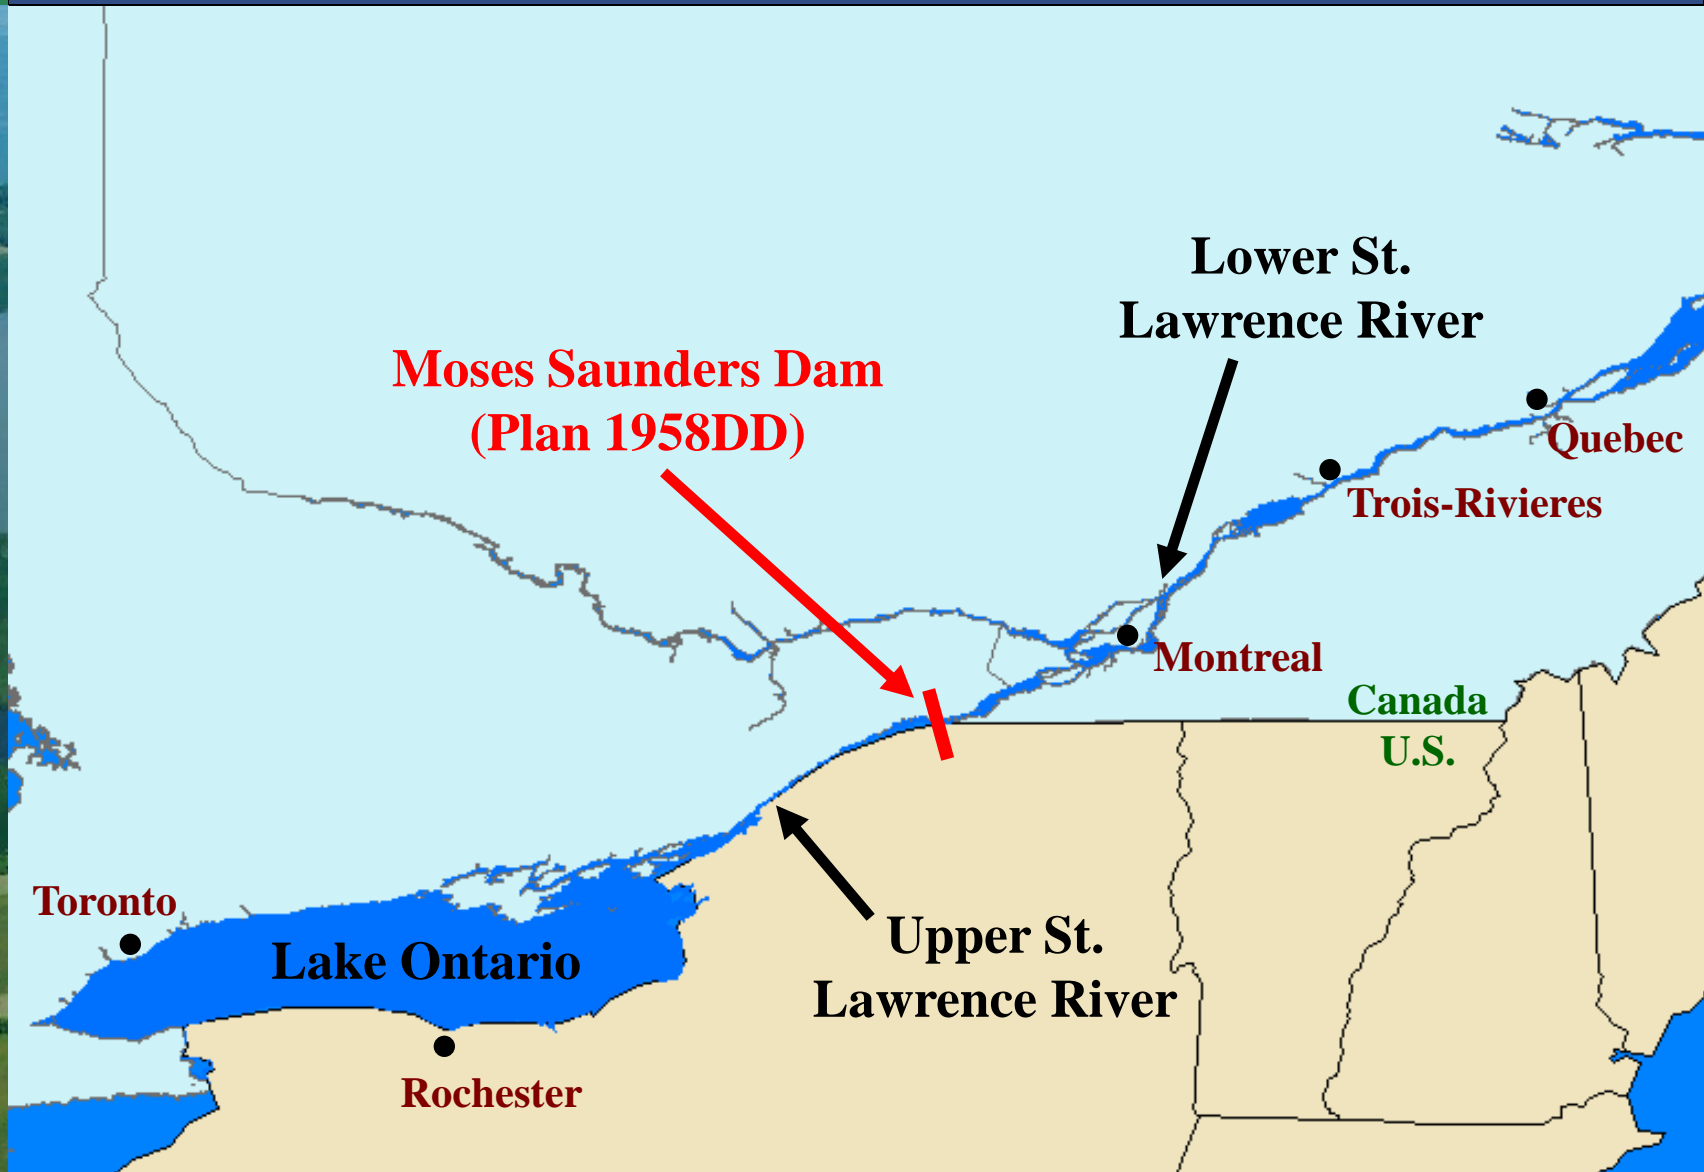 Lower St.
Lawrence River
Moses Saunders Dam
(Plan 1958DD)
Quebec
Trois-Rivieres
Montreal
Canada
U.S.
Toronto
Lake Ontario
Upper St.
Lawrence River
Rochester